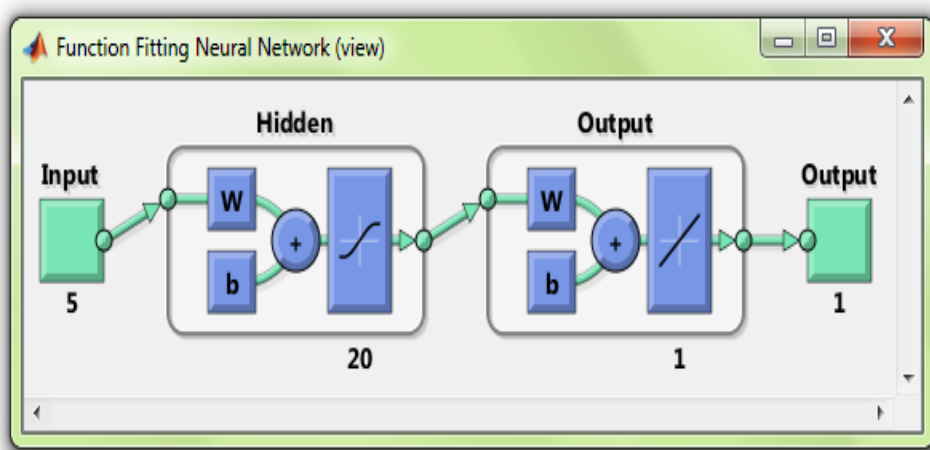 Function Fitting Neural Network (view)
Hidden
Output
Input
Output
W
b
+
W
b
+
5
20
1
1